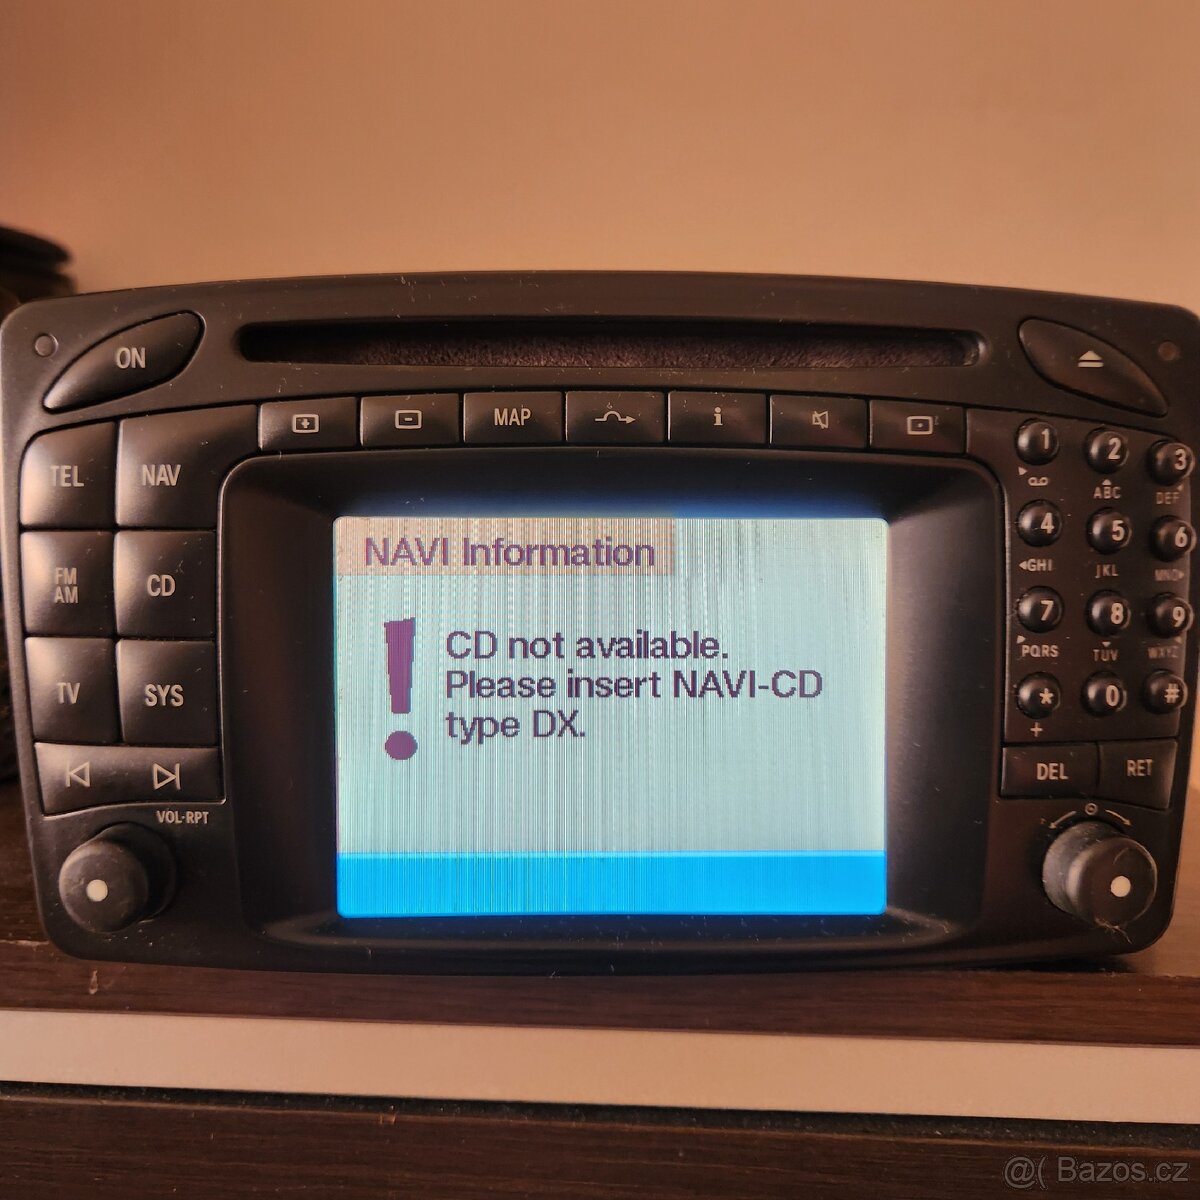 ON
MAP
i
TEL
NAV
FM
AM
CD
TV
SYS
VOL-RPT
NAVI Information
! CD not available.
Please insert NAVI-CD
type DX.
1
2
3
ABC
DEF
4
5
6
GHI
JKL
MNO
7
8
9
PQRS
TUV
WXYZ
*
0
#
+
DEL
RET
@( Bazos.cz